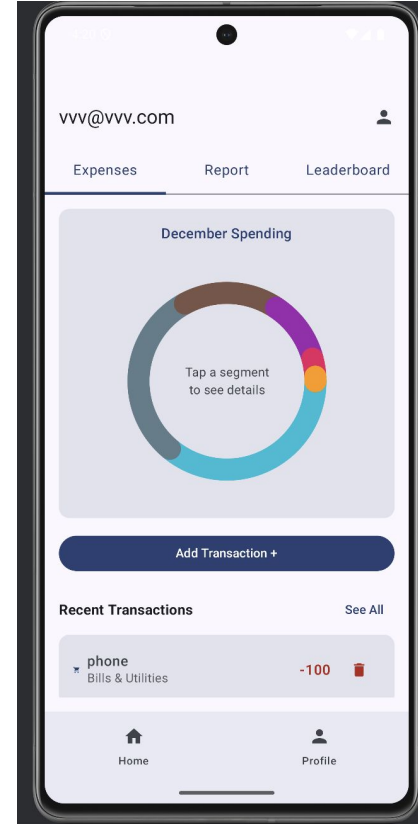 vvv@vvv.com
Expenses Report Leaderboard
December Spending
Tap a segment
to see details
Add Transaction +
Recent Transactions See All
phone -100
Bills & Utilities
Home Profile